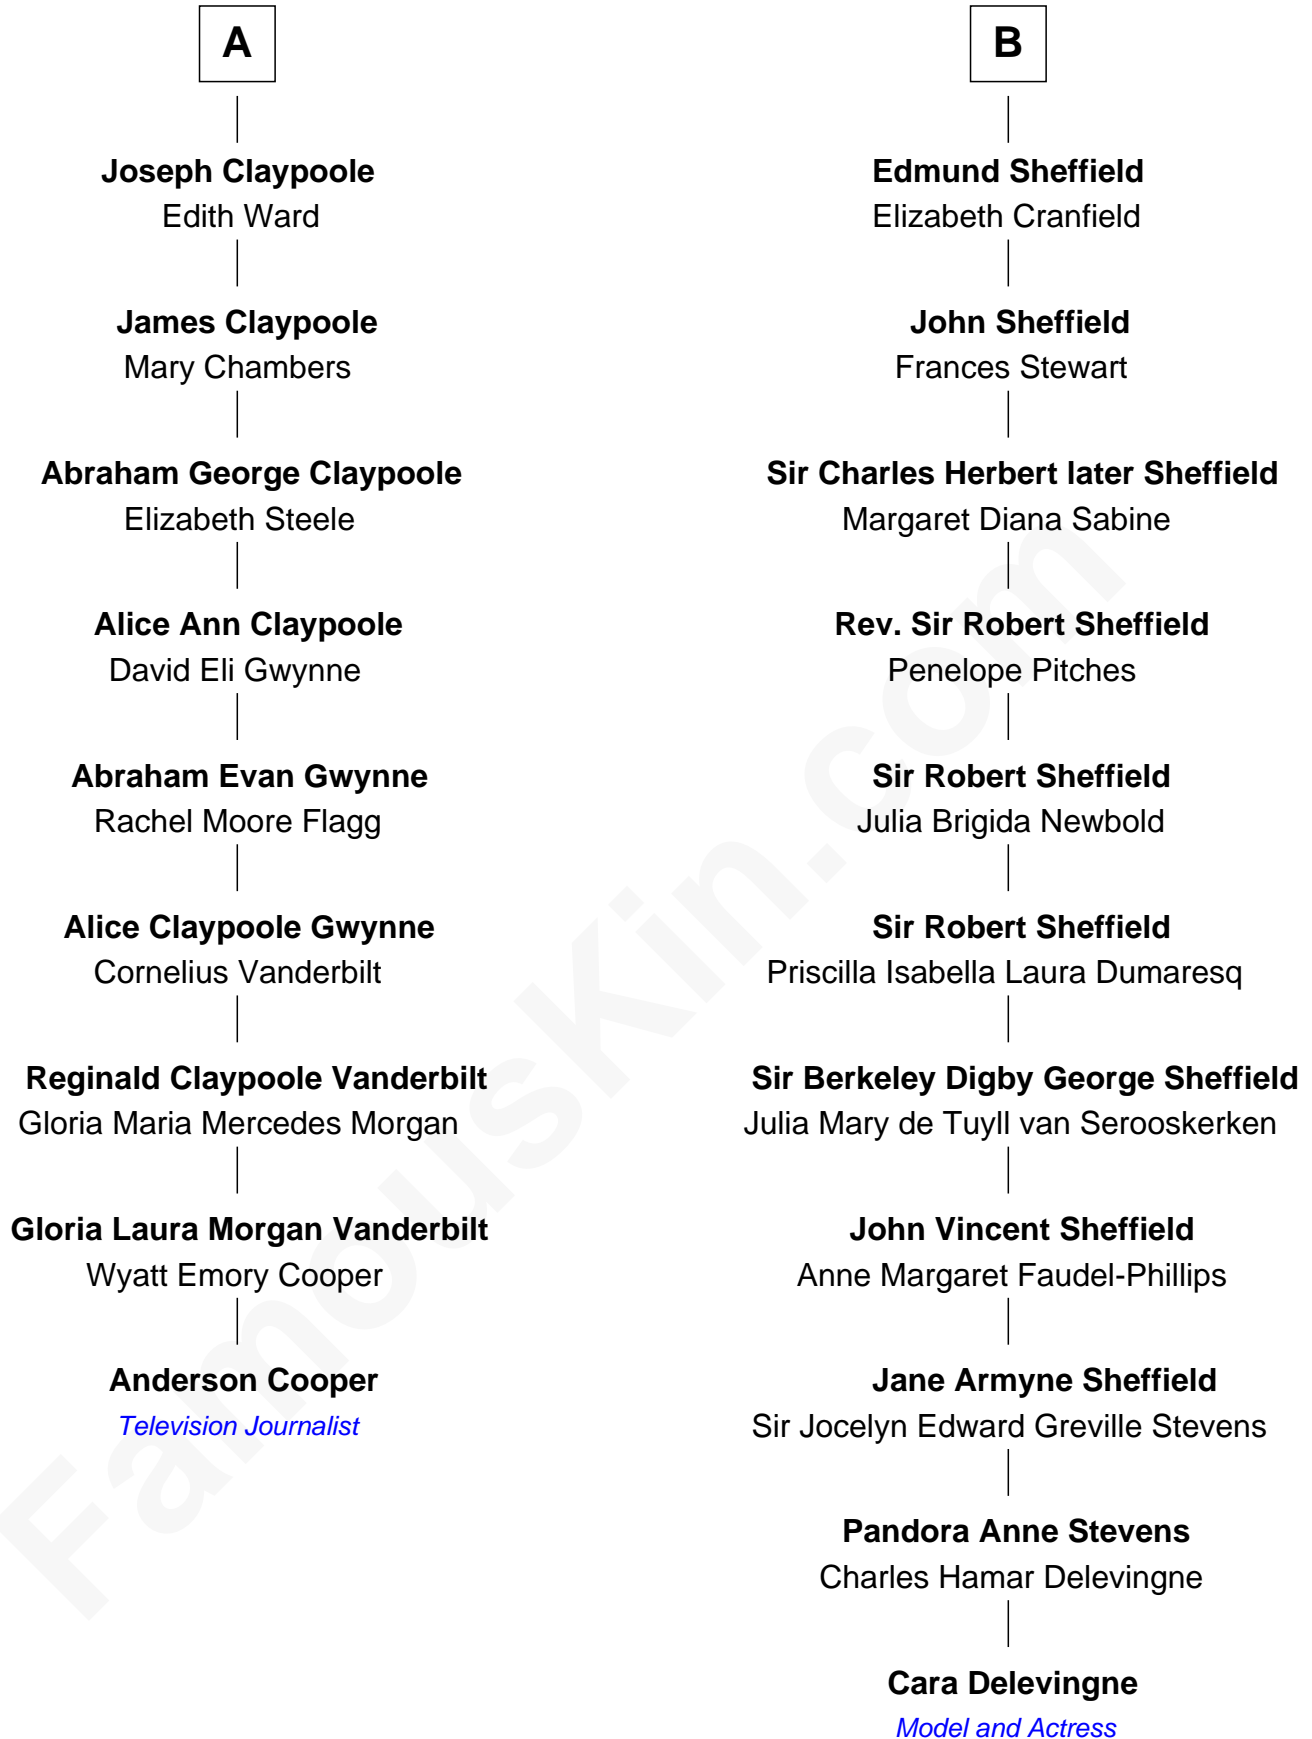 A
Joseph Claypoole
Edith Ward
James Claypoole
Mary Chambers
Abraham George Claypoole
Elizabeth Steele
Alice Ann Claypoole
David Eli Gwynne
Abraham Evan Gwynne
Rachel Moore Flagg
Alice Claypoole Gwynne
Cornelius Vanderbilt
Reginald Claypoole Vanderbilt
Gloria Maria Mercedes Morgan
Gloria Laura Morgan Vanderbilt
Wyatt Emory Cooper
Anderson Cooper
Television Journalist
B
Edmund Sheffield
Elizabeth Cranfield
John Sheffield
Frances Stewart
Sir Charles Herbert later Sheffield
Margaret Diana Sabine
Rev. Sir Robert Sheffield
Penelope Pitches
Sir Robert Sheffield
Julia Brigida Newbold
Sir Robert Sheffield
Priscilla Isabella Laura Dumaresq
Sir Berkeley Digby George Sheffield
Julia Mary de Tuyll van Serooskerken
John Vincent Sheffield
Anne Margaret Faudel-Phillips
Jane Armyne Sheffield
Sir Jocelyn Edward Greville Stevens
Pandora Anne Stevens
Charles Hamar Delevingne
Cara Delevingne
Model and Actress
FamousKin.com